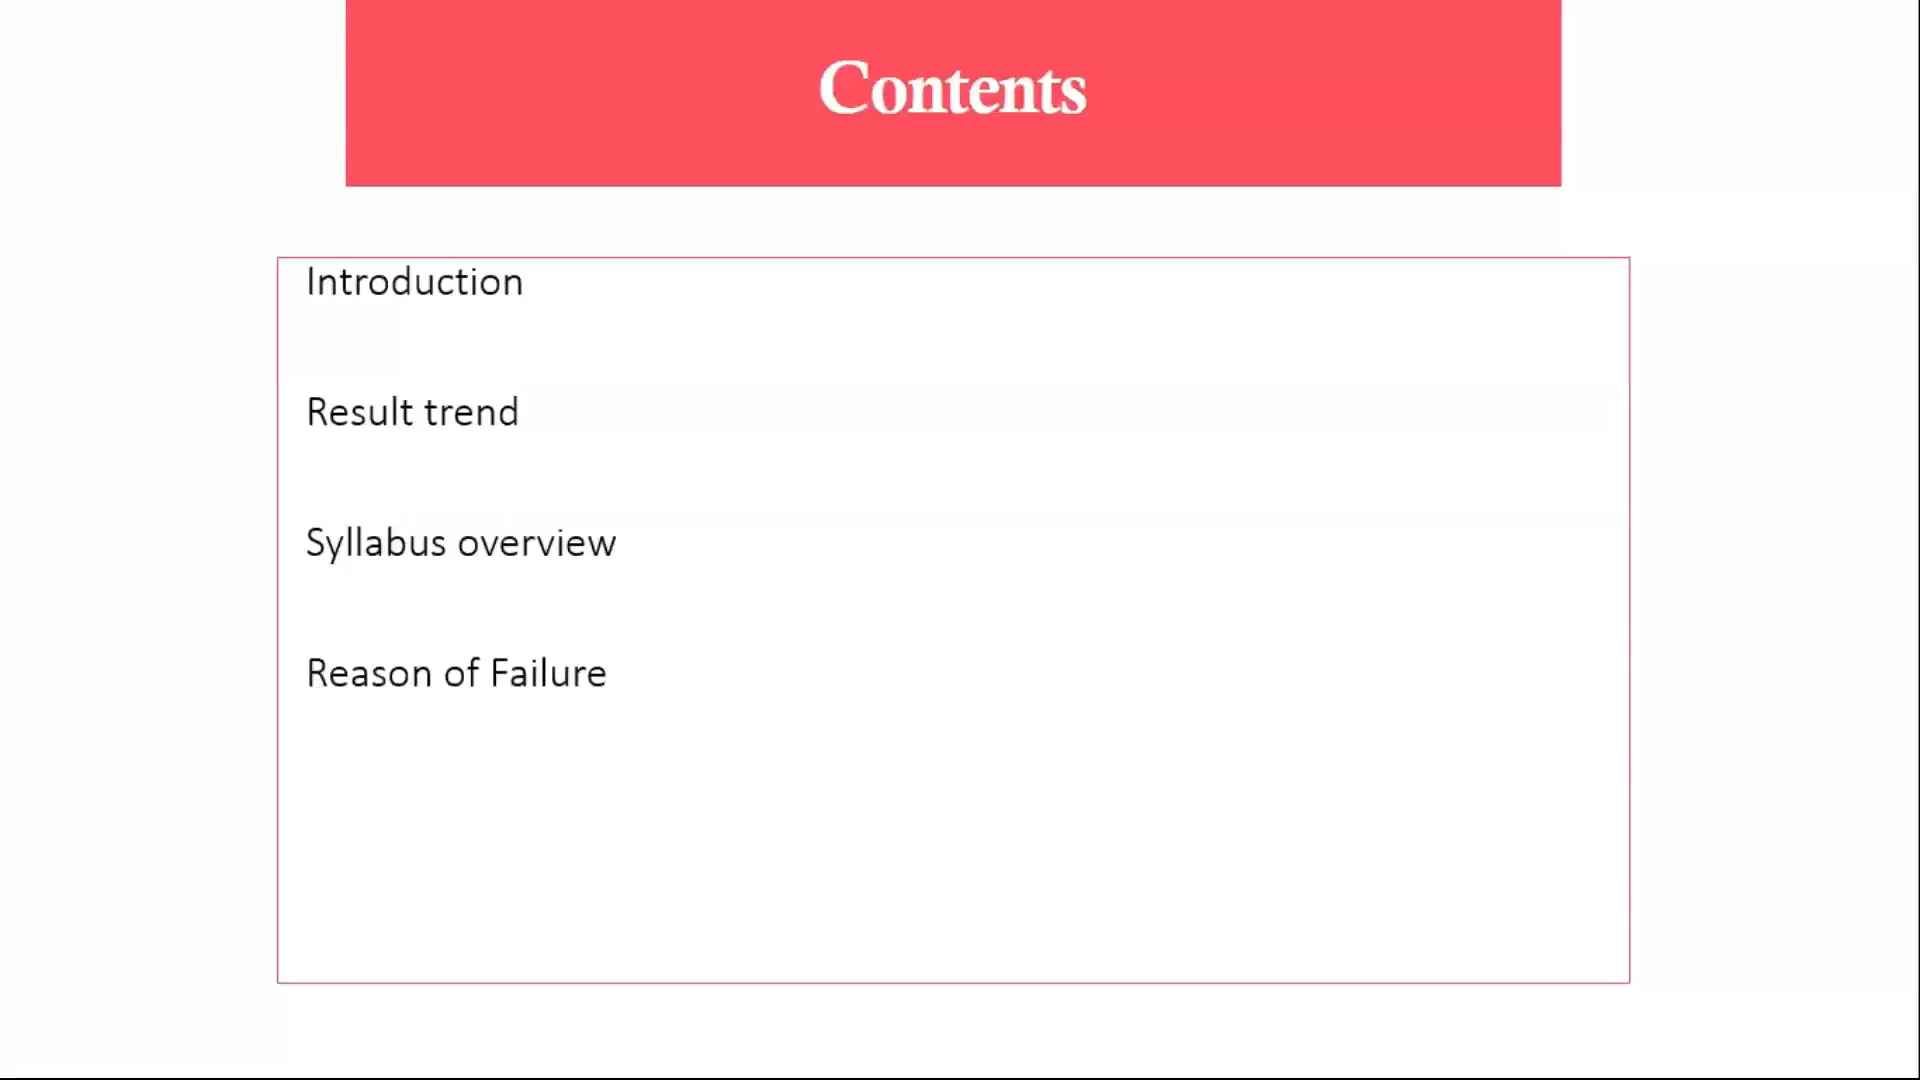 Contents
Introduction
Result trend
Syllabus overview
Reason of Failure